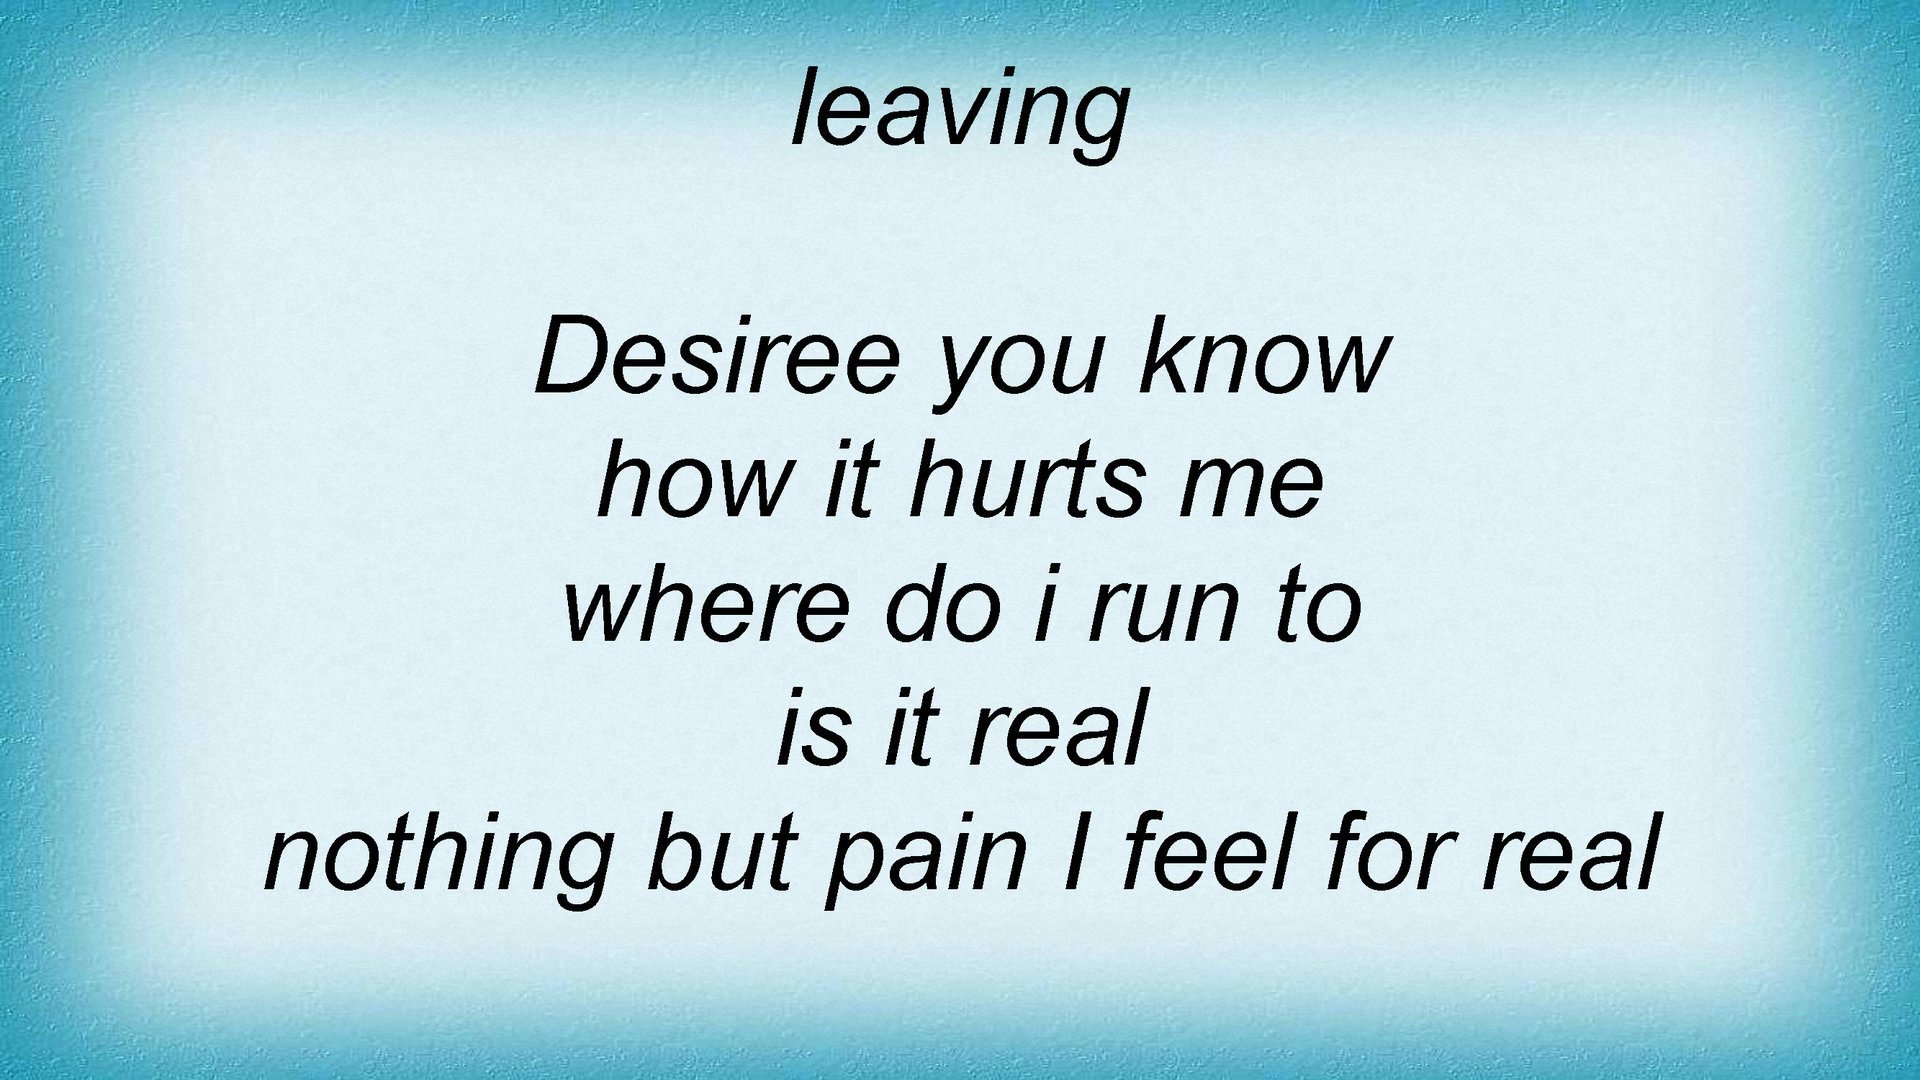 leaving
Desiree you know
how it hurts me
where do i run to
is it real
nothing but pain I feel for real